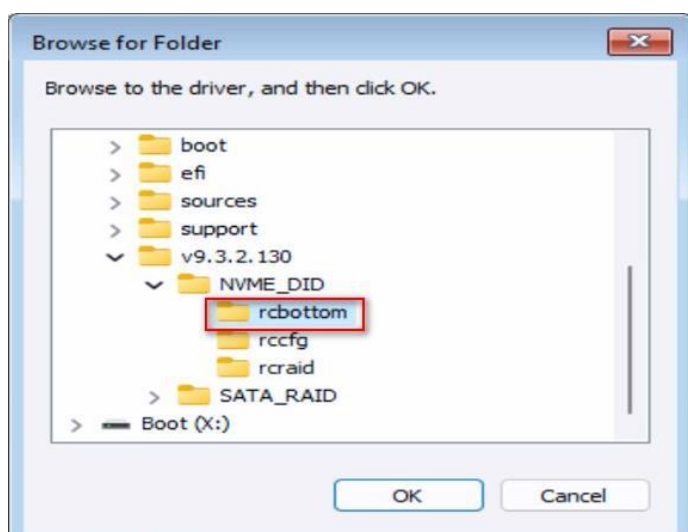 Browse for Folder
Browse to the driver, and then click OK.
boot
efi
sources
support
v9.3.2.130
NVME_DID
rcbottom
rccfg
rcraid
SATA_RAID
Boot (X:)
OK Cancel